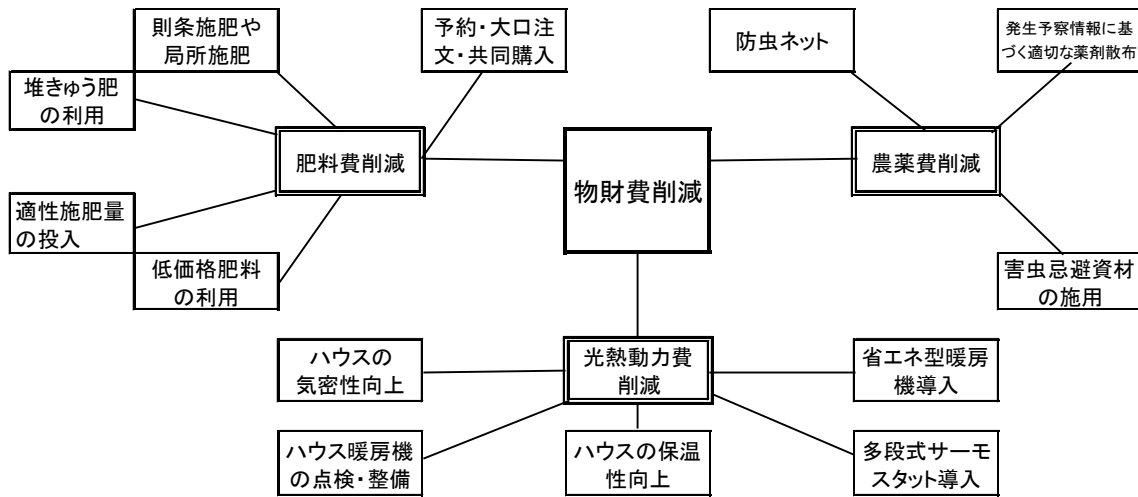 則条施肥や
局所施肥
予約・大口注
文・共同購入
防虫ネット
発生予察情報に基
づく適切な薬剤散布
堆きゅう肥
の利用
肥料費削減
物財費削減
農薬費削減
適性施肥量
の投入
低価格肥料
の利用
害虫忌避資材
の施用
ハウスの
気密性向上
光熱動力費
削減
省エネ型暖房
機導入
ハウス暖房機
の点検・整備
ハウスの保温
性向上
多段式サーモ
スタット導入